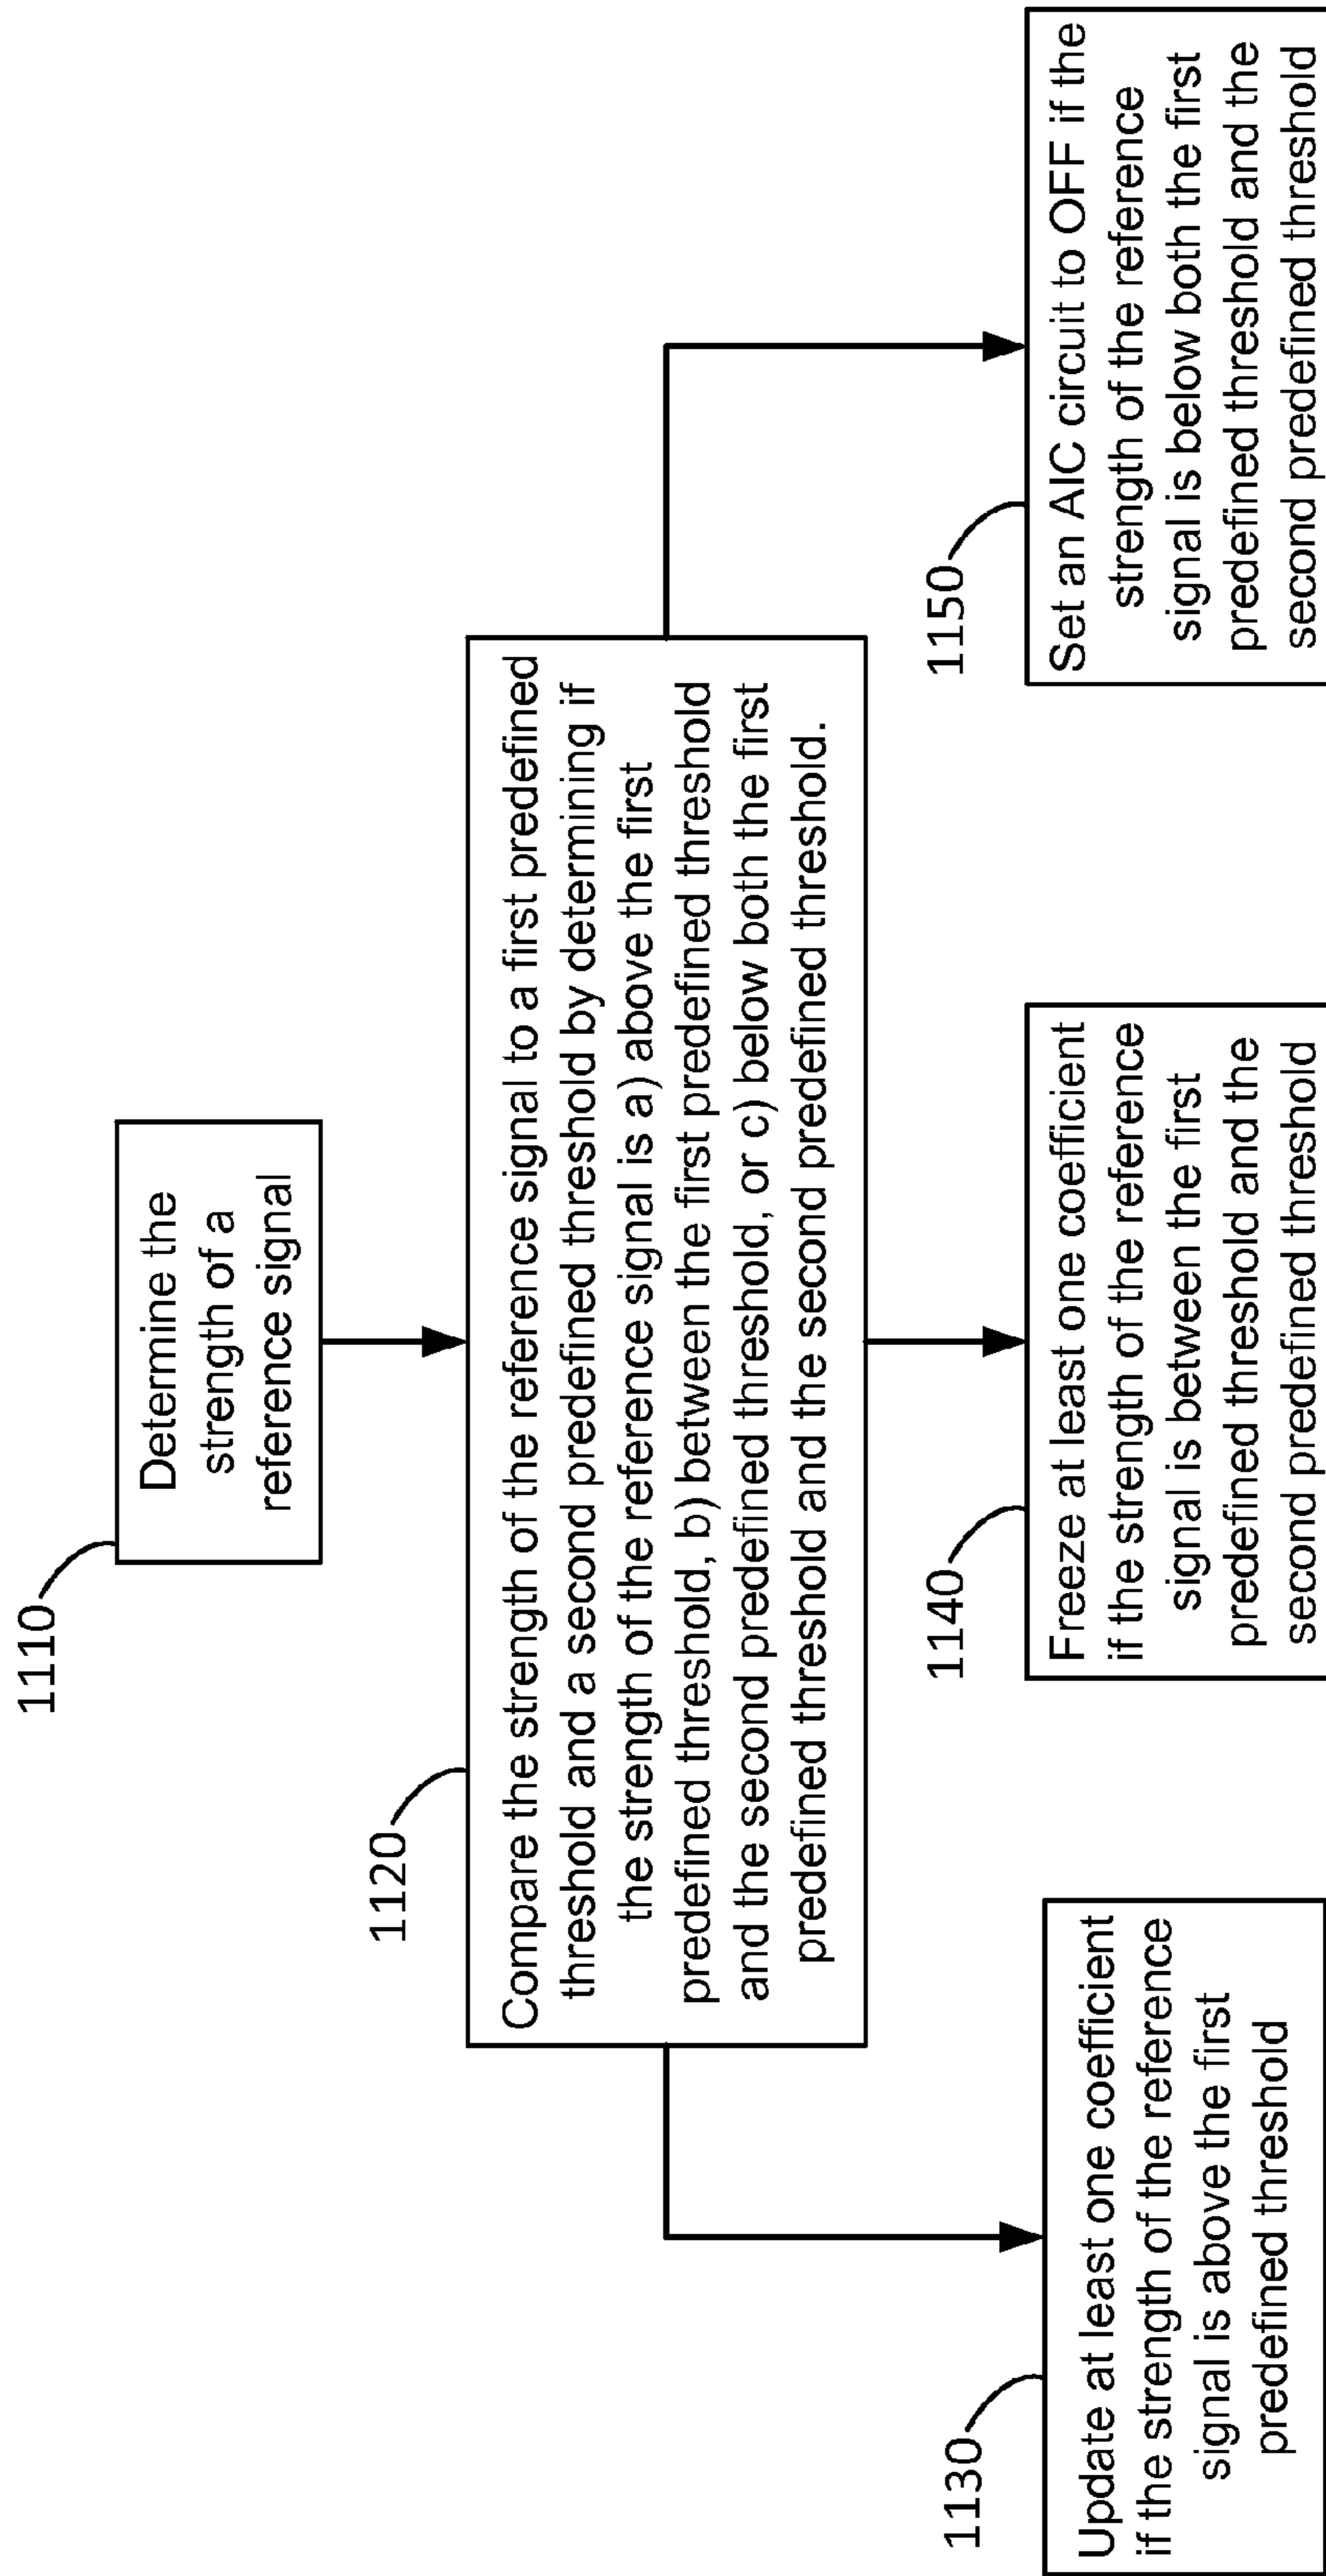 1110
Determine the
strength of a
reference signal
1120
Compare the strength of the reference signal to a first predefined
threshold and a second predefined threshold by determining if
the strength of the reference signal is a) above the first
predefined threshold, b) between the first predefined threshold
and the second predefined threshold, or c) below both the first
predefined threshold and the second predefined threshold.
1130
Update at least one coefficient
if the strength of the reference
signal is above the first
predefined threshold
1140
Freeze at least one coefficient
if the strength of the reference
signal is between the first
predefined threshold and the
second predefined threshold
1150
Set an AIC circuit to OFF if the
strength of the reference
signal is below both the first
predefined threshold and the
second predefined threshold